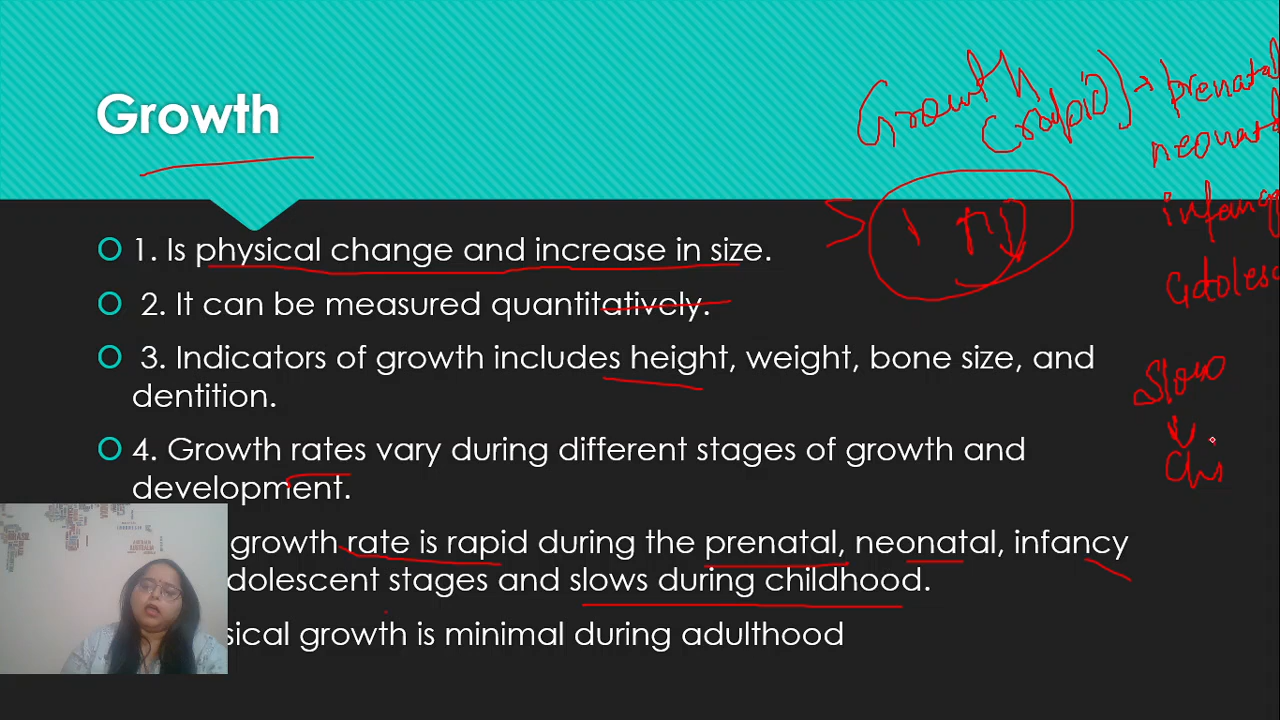 Growth
Growth
(rapid) → prenatal
neonatal
infancy
adolesc
1. Is physical change and increase in size.
2. It can be measured quantitatively.
3. Indicators of growth includes height, weight, bone size, and
dentition.
Slow
4. Growth rates vary during different stages of growth and
development.
growth rate is rapid during the prenatal, neonatal, infancy
dolescent stages and slows during childhood.
sical growth is minimal during adulthood